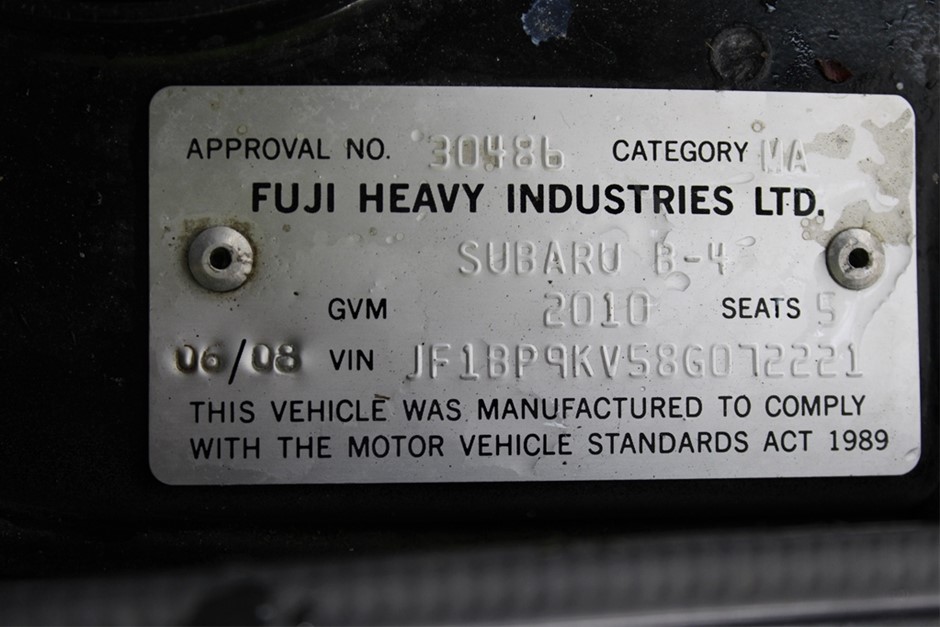 APPROVAL NO. 30486 CATEGORY MA
FUJI HEAVY INDUSTRIES LTD.
SUBARU B-4
GVM 2010 SEATS 5
06/08 VIN JF1BP9KV58G072221
THIS VEHICLE WAS MANUFACTURED TO COMPLY
WITH THE MOTOR VEHICLE STANDARDS ACT 1989